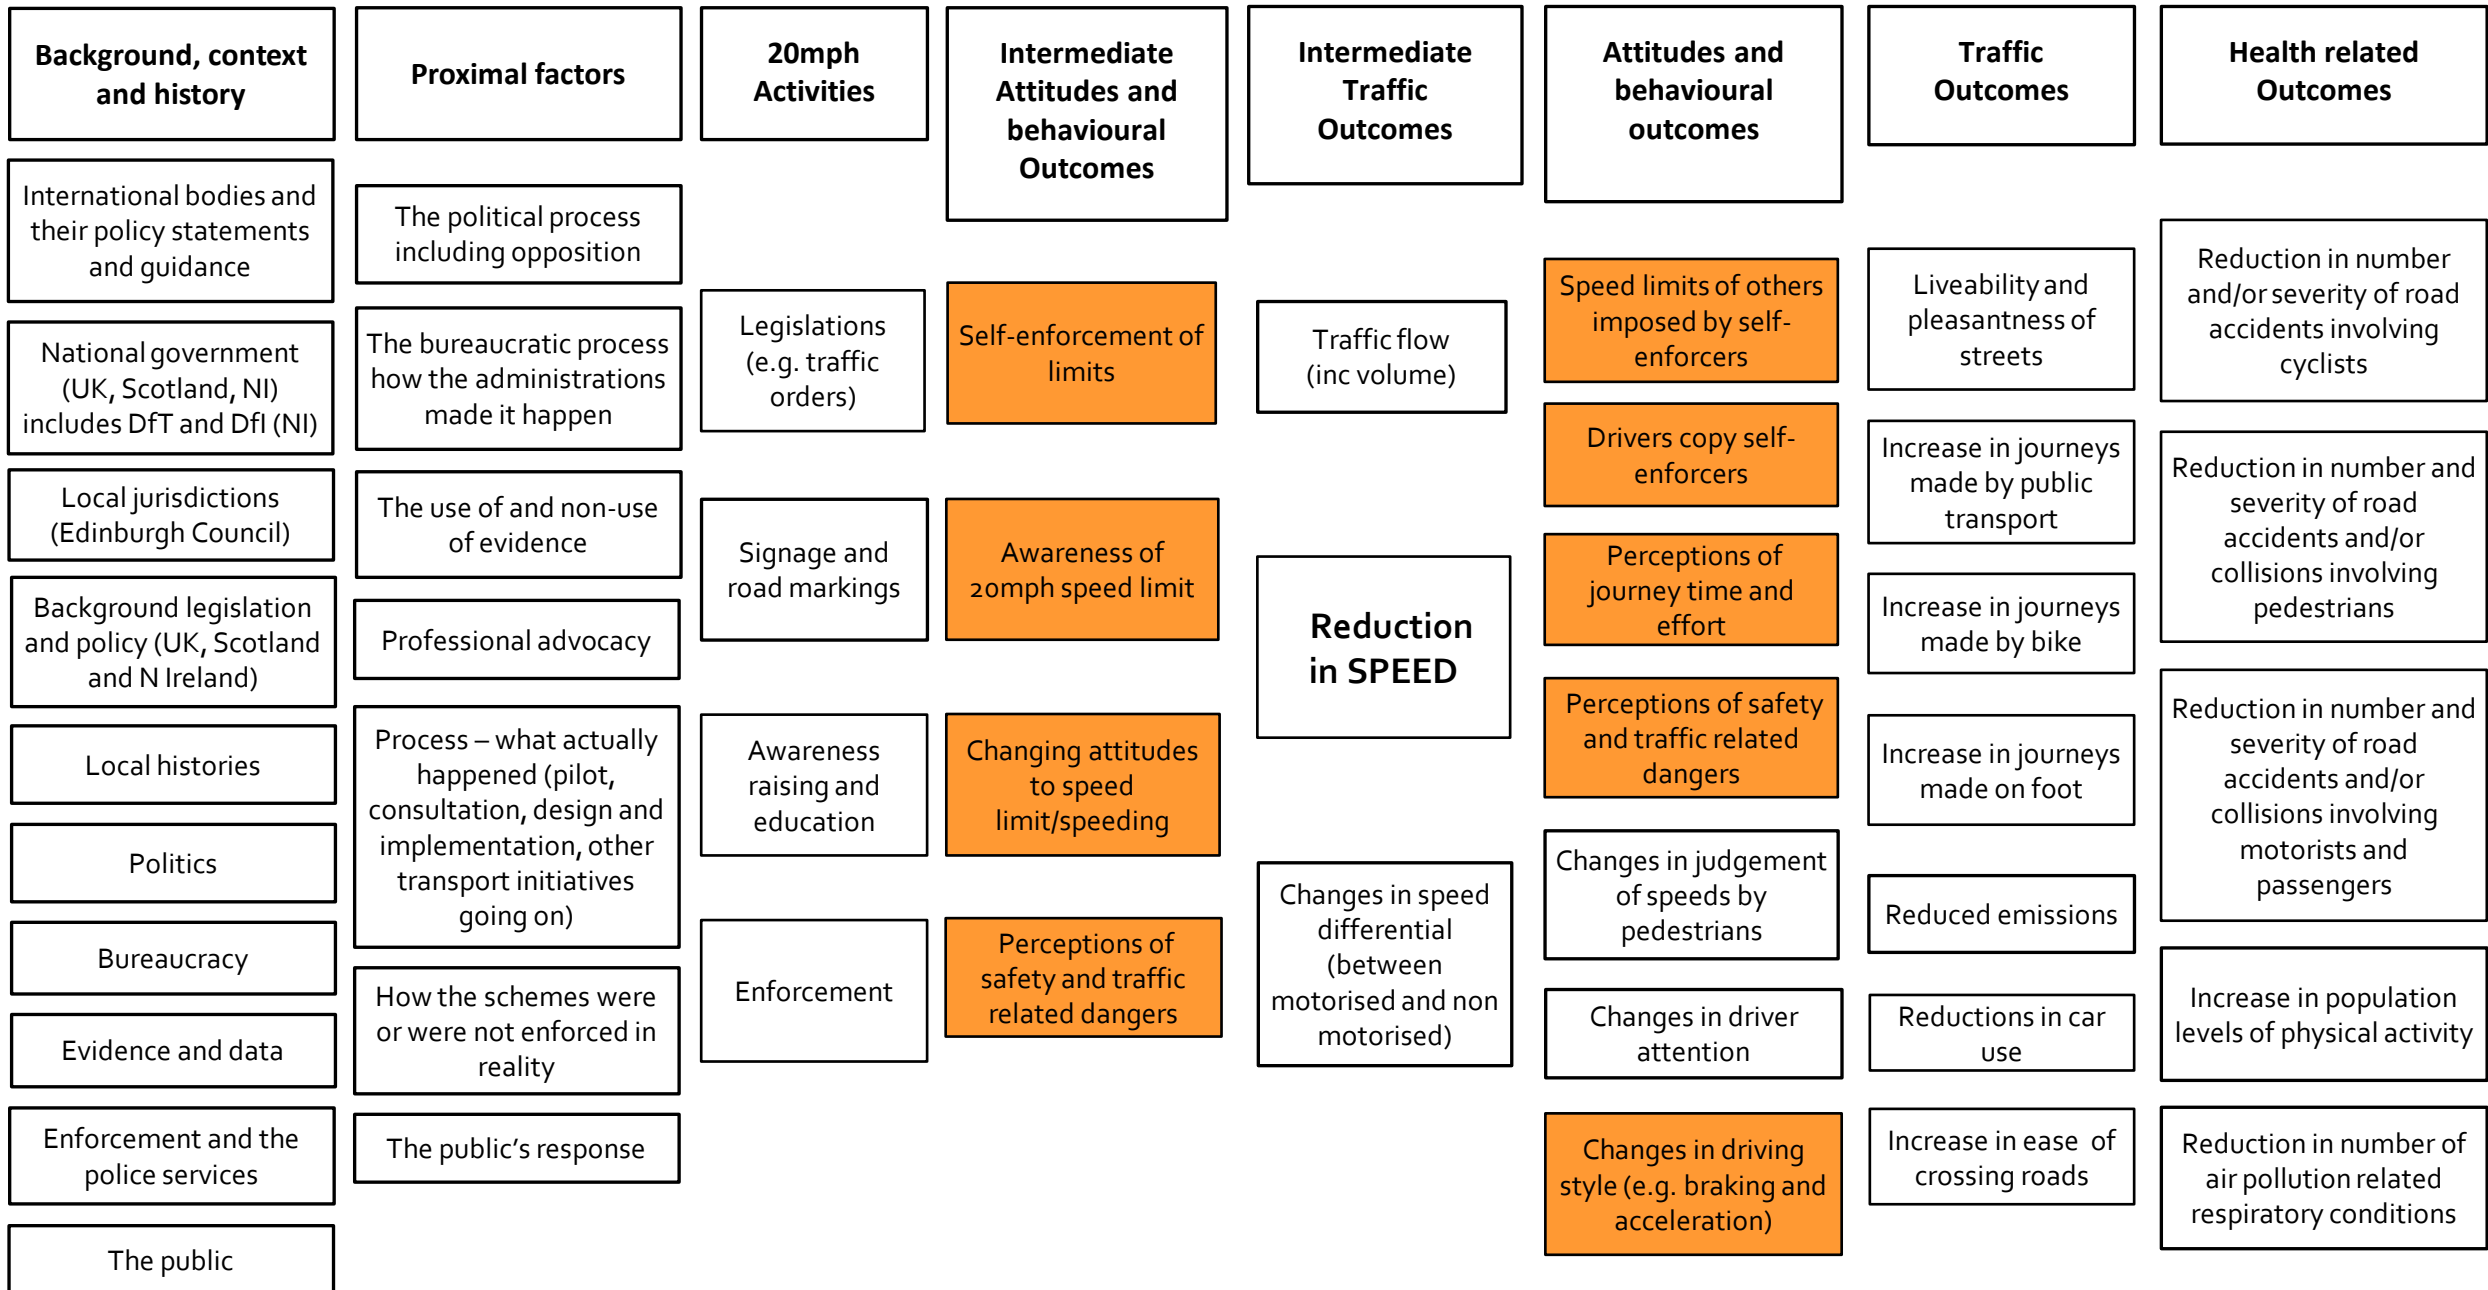 Background, context
and history
International bodies and
their policy statements
and guidance
National government
(UK, Scotland, NI)
includes DfT and DfI (NI)
Local jurisdictions
(Edinburgh Council)
Background legislation
and policy (UK, Scotland
and N Ireland)
Local histories
Politics
Bureaucracy
Evidence and data
Enforcement and the
police services
The public
Proximal factors
The political process
including opposition
The bureaucratic process
how the administrations
made it happen
The use of and non-use
of evidence
Professional advocacy
Process – what actually
happened (pilot,
consultation, design and
implementation, other
transport initiatives
going on)
How the schemes were
or were not enforced in
reality
The public's response
20mph
Activities
Legislations
(e.g. traffic
orders)
Signage and
road markings
Awareness
raising and
education
Enforcement
Intermediate
Attitudes and
behavioural
Outcomes
Self-enforcement of
limits
Awareness of
20mph speed limit
Changing attitudes
to speed
limit/speeding
Perceptions of
safety and traffic
related dangers
Intermediate
Traffic
Outcomes
Traffic flow
(inc volume)
Reduction
in SPEED
Changes in speed
differential
(between
motorised and non
motorised)
Attitudes and
behavioural
outcomes
Speed limits of others
imposed by self-
enforcers
Drivers copy self-
enforcers
Perceptions of
journey time and
effort
Perceptions of safety
and traffic related
dangers
Changes in judgement
of speeds by
pedestrians
Changes in driver
attention
Changes in driving
style (e.g. braking and
acceleration)
Traffic
Outcomes
Liveability and
pleasantness of
streets
Increase in journeys
made by public
transport
Increase in journeys
made by bike
Increase in journeys
made on foot
Reduced emissions
Reductions in car
use
Increase in ease of
crossing roads
Health related
Outcomes
Reduction in number
and/or severity of road
accidents involving
cyclists
Reduction in number and
severity of road
accidents and/or
collisions involving
pedestrians
Reduction in number and
severity of road
accidents and/or
collisions involving
motorists and
passengers
Increase in population
levels of physical activity
Reduction in number of
air pollution related
respiratory conditions